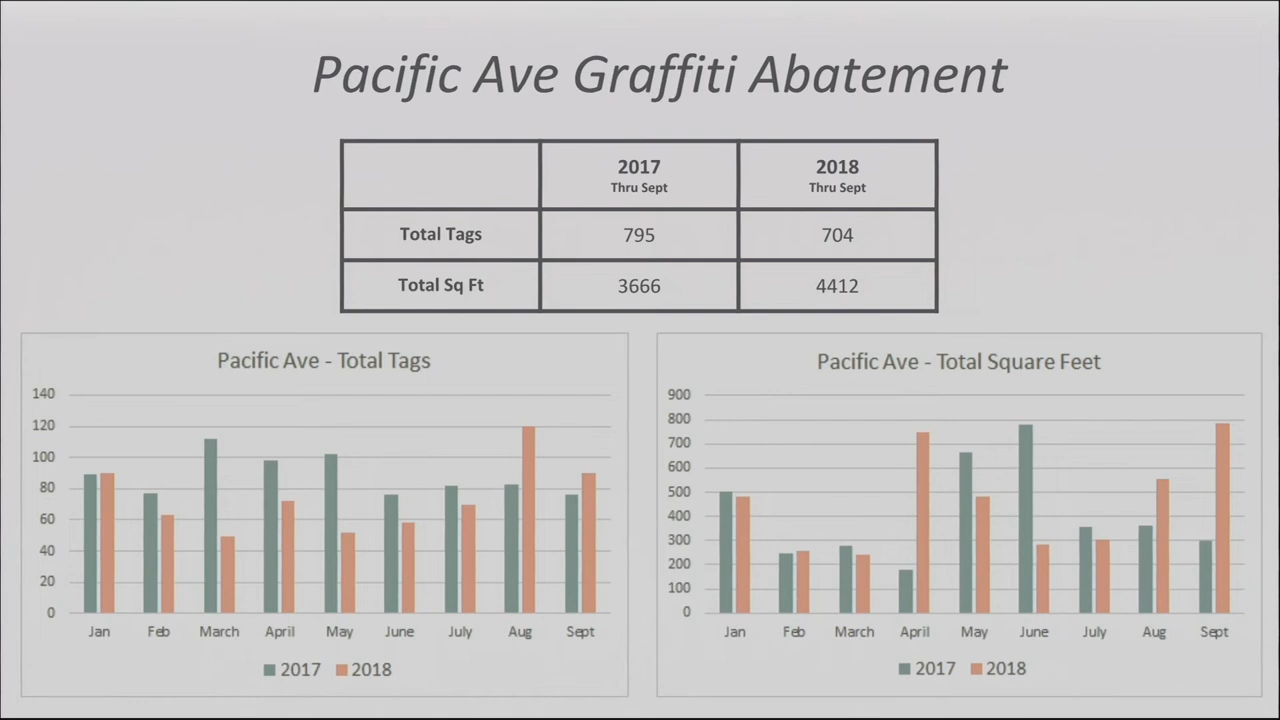 Pacific Ave Graffiti Abatement
2017 2018
Thru Sept Thru Sept
Total Tags 795 704
Total Sq Ft 3666 4412
Pacific Ave - Total Tags
140
120
100
80
60
40
20
0
Jan Feb March April May June July Aug Sept
2017 2018
Pacific Ave - Total Square Feet
900
800
700
600
500
400
300
200
100
0
Jan Feb March April May June July Aug Sept
2017 2018